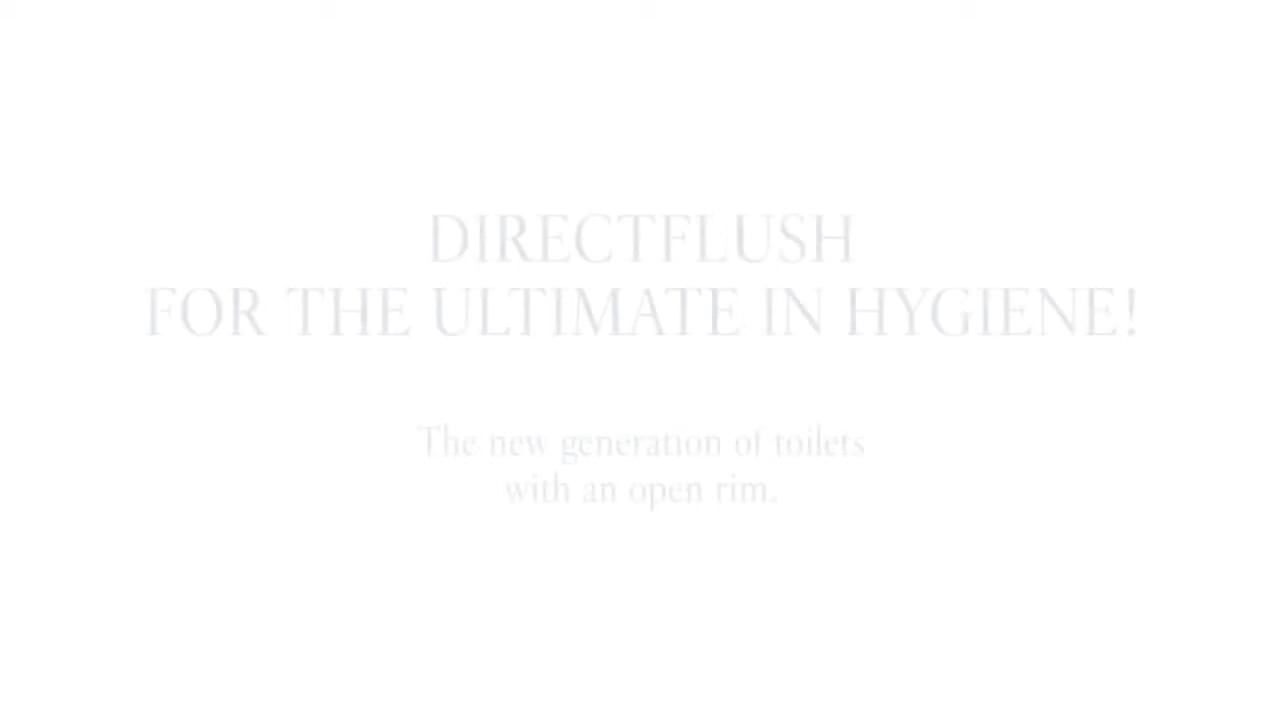 DIRECTFLUSH
FOR THE ULTIMATE IN HYGIENE!
The new generation of toilets
with an open rim.